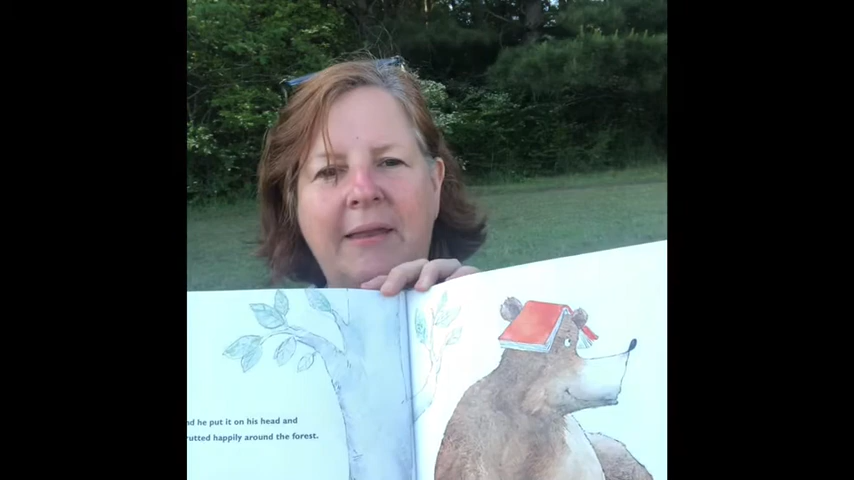 nd he put it on his head and
rutted happily around the forest.